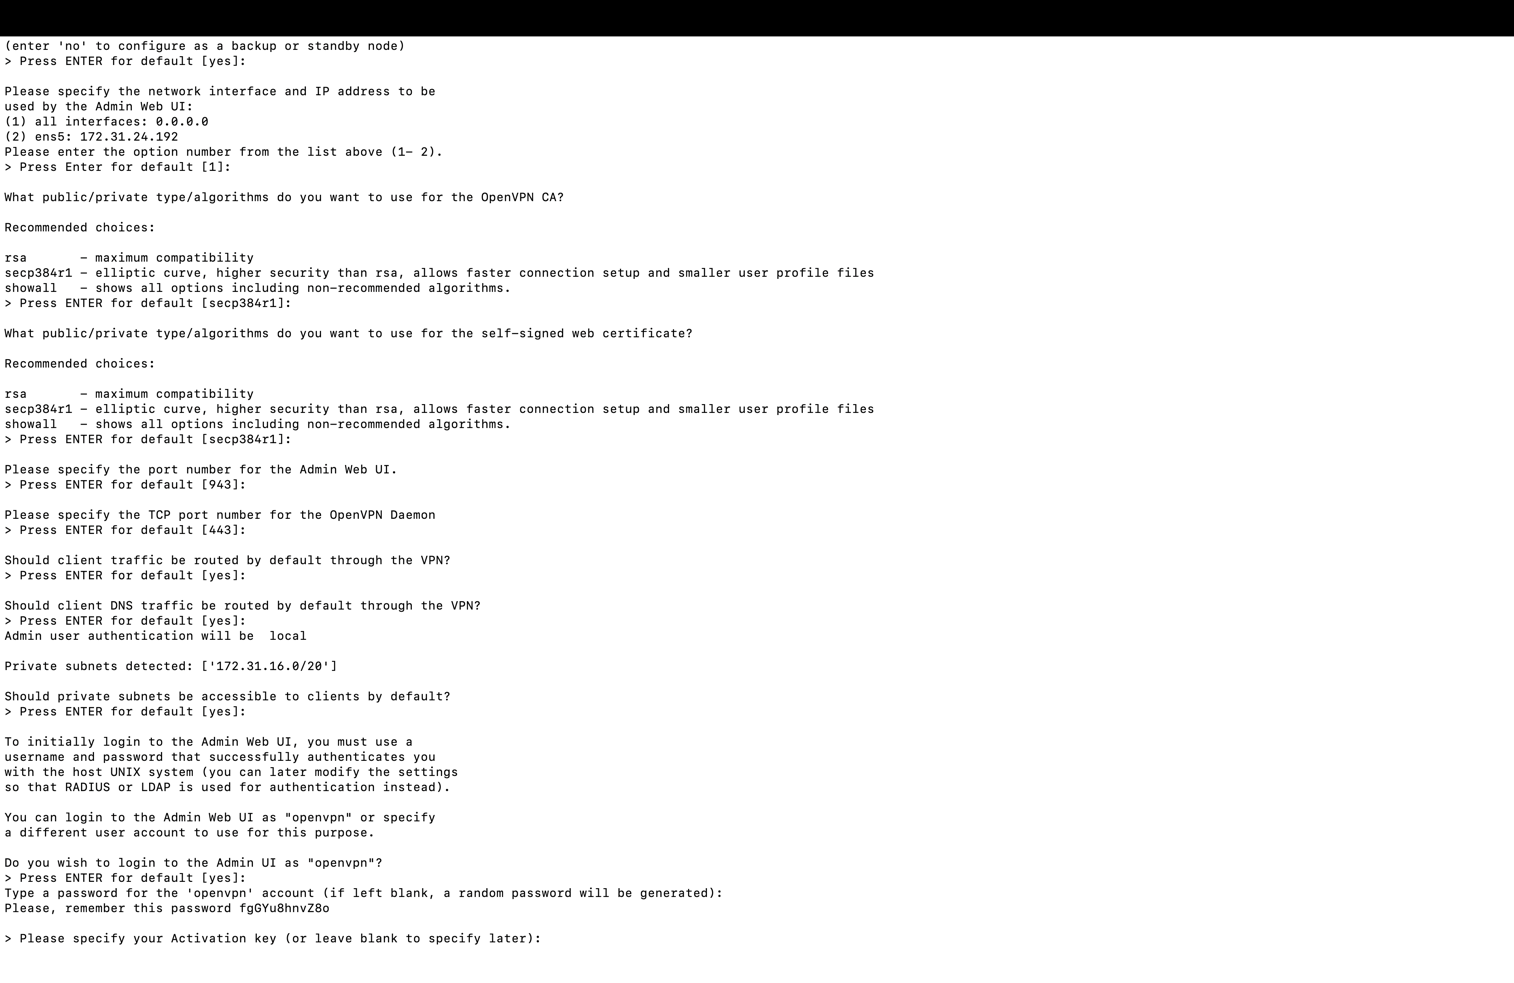 (enter 'no' to configure as a backup or standby node)
> Press ENTER for default [yes]:
Please specify the network interface and IP address to be
used by the Admin Web UI:
(1) all interfaces: 0.0.0.0
(2) ens5: 172.31.24.192
Please enter the option number from the list above (1- 2).
> Press Enter for default [1]:
What public/private type/algorithms do you want to use for the OpenVPN CA?
Recommended choices:
rsa       - maximum compatibility
secp384r1 - elliptic curve, higher security than rsa, allows faster connection setup and smaller user profile files
showall   - shows all options including non-recommended algorithms.
> Press ENTER for default [secp384r1]:
What public/private type/algorithms do you want to use for the self-signed web certificate?
Recommended choices:
rsa       - maximum compatibility
secp384r1 - elliptic curve, higher security than rsa, allows faster connection setup and smaller user profile files
showall   - shows all options including non-recommended algorithms.
> Press ENTER for default [secp384r1]:
Please specify the port number for the Admin Web UI.
> Press ENTER for default [943]:
Please specify the TCP port number for the OpenVPN Daemon
> Press ENTER for default [443]:
Should client traffic be routed by default through the VPN?
> Press ENTER for default [yes]:
Should client DNS traffic be routed by default through the VPN?
> Press ENTER for default [yes]:
Admin user authentication will be  local
Private subnets detected: ['172.31.16.0/20']
Should private subnets be accessible to clients by default?
> Press ENTER for default [yes]:
To initially login to the Admin Web UI, you must use a
username and password that successfully authenticates you
with the host UNIX system (you can later modify the settings
so that RADIUS or LDAP is used for authentication instead).
You can login to the Admin Web UI as "openvpn" or specify
a different user account to use for this purpose.
Do you wish to login to the Admin UI as "openvpn"?
> Press ENTER for default [yes]:
Type a password for the 'openvpn' account (if left blank, a random password will be generated):
Please, remember this password fgGYu8hnvZ8o
> Please specify your Activation key (or leave blank to specify later):